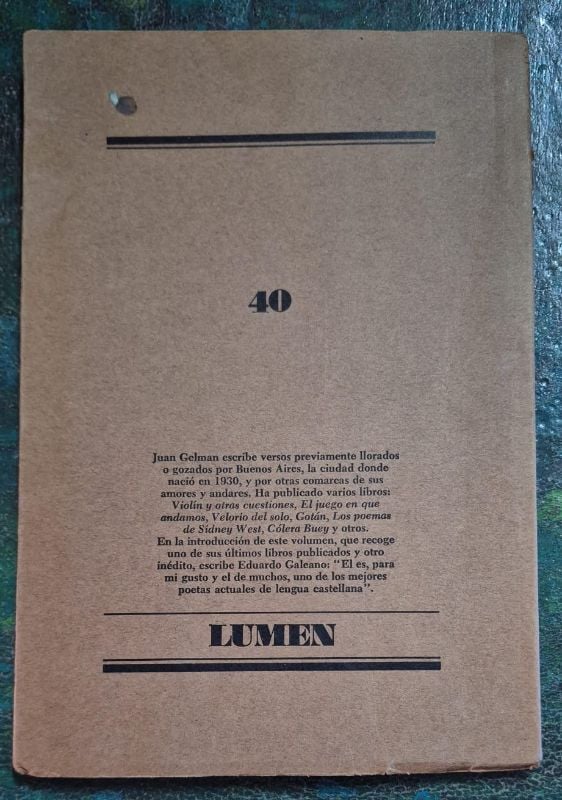 40
Juan Gelman escribe versos previamente llorados
o gozados por Buenos Aires, la ciudad donde
nació en 1930, y por otras comarcas de sus
amores y andares. Ha publicado varios libros:
Violín y otras cuestiones, El juego en que
andamos, Velorio del solo, Gotán, Los poemas
de Sidney West, Cólera Buey y otros.
En la introducción de este volumen, que recoge
uno de sus últimos libros publicados y otro
inédito, escribe Eduardo Galeano: "El es, para
mi gusto y el de muchos, uno de los mejores
poetas actuales de lengua castellana".
LUMEN